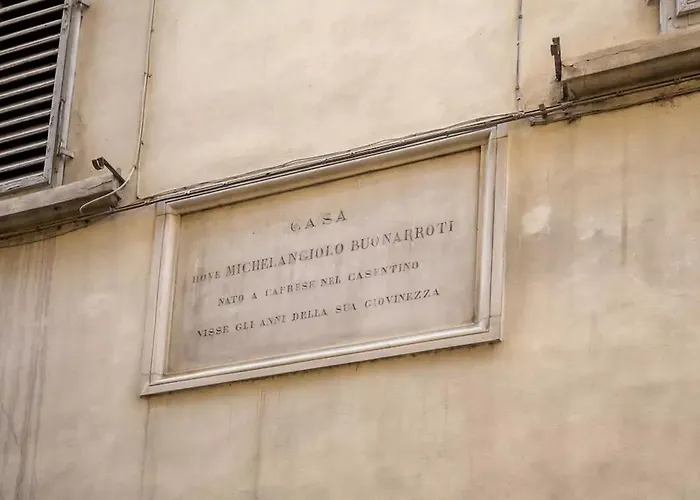 CASA
DOVE MICHELANGIOLO BUONARROTI
NATO A CAPRESE NEL CASENTINO
VISSE GLI ANNI DELLA SUA GIOVINEZZA